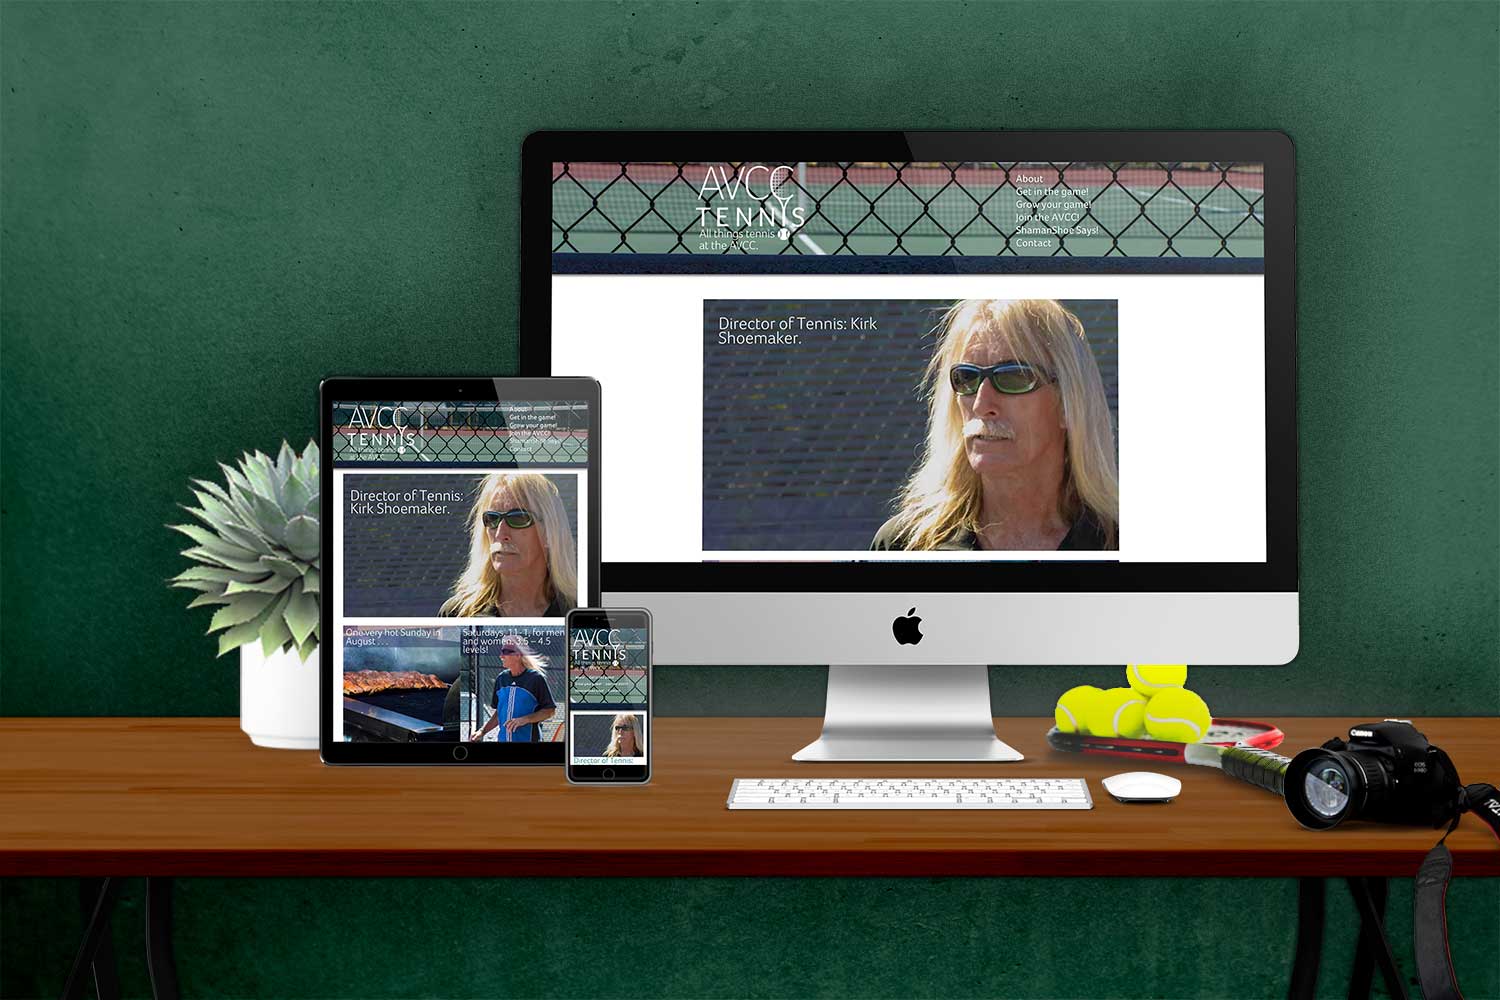 AVCC
TENNIS
All things tennis
at the AVCC.
About
Get in the game!
Grow your game!
Join the AVCC!
ShamanShoe Says!
Contact
Director of Tennis: Kirk
Shoemaker.
AVCC
TENNIS
All things tennis
at the AVCC
About
Get in the game!
Grow your game!
Join the AVCC!
ShamanShoe Says!
Contact
Director of Tennis:
Kirk Shoemaker.
One very hot Sunday in
August . . .
Saturdays, 11- 1, for men
and women, 3.5 – 4.5
levels!
AVCC
TENNIS
All things tennis
Director of Tennis:
Canon
EOS